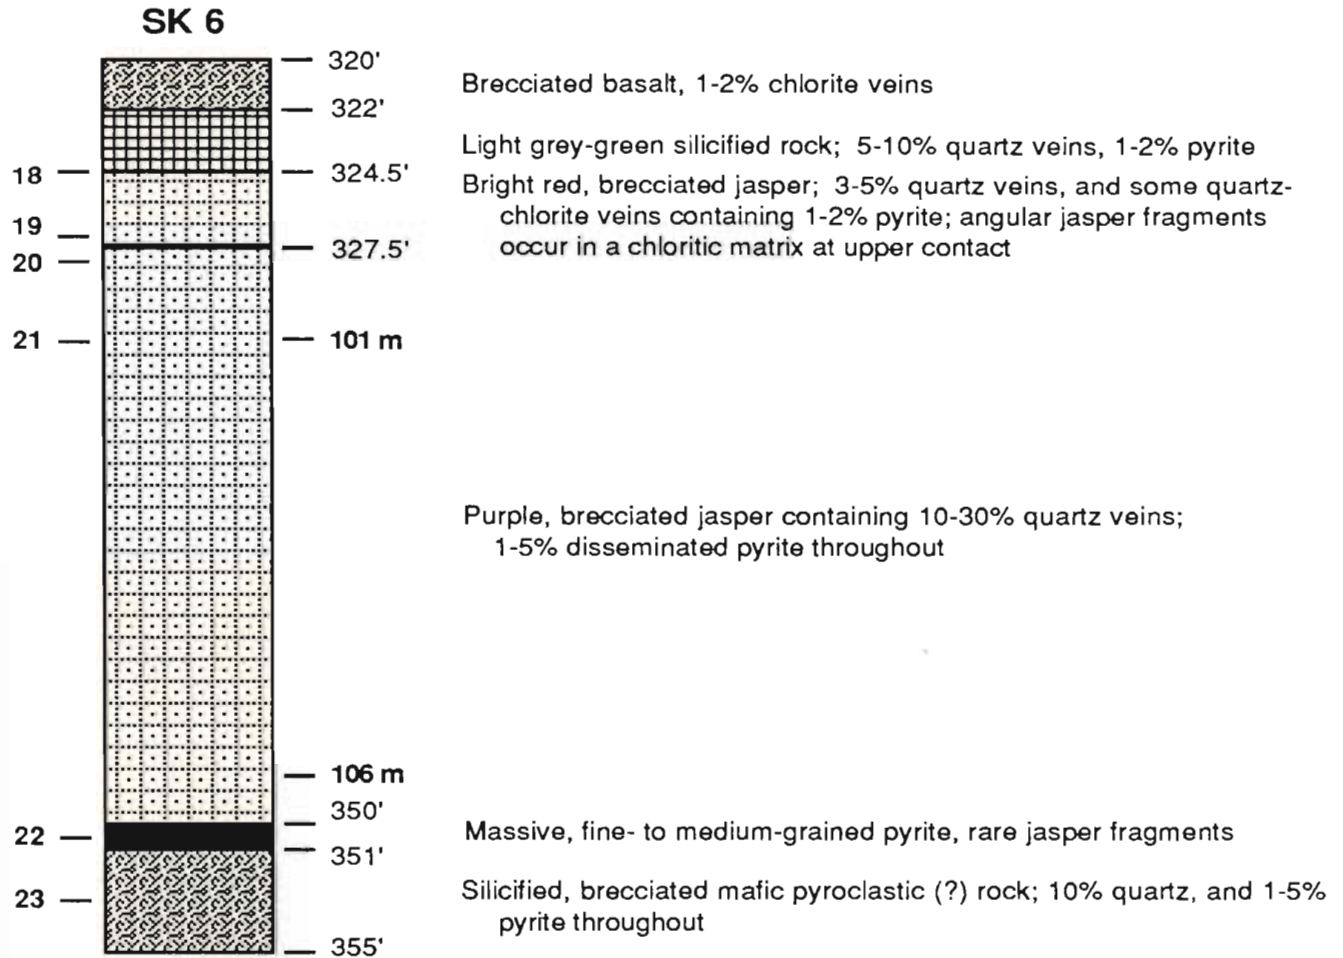 SK 6
320'
Brecciated basalt, 1-2% chlorite veins
322'
Light grey-green silicified rock; 5-10% quartz veins, 1-2% pyrite
18
324.5'
Bright red, brecciated jasper; 3-5% quartz veins, and some quartz-
chlorite veins containing 1-2% pyrite; angular jasper fragments
19
occur in a chloritic matrix at upper contact
327.5'
20
21
101 m
Purple, brecciated jasper containing 10-30% quartz veins;
1-5% disseminated pyrite throughout
106 m
350'
22
Massive, fine- to medium-grained pyrite, rare jasper fragments
351'
23
Silicified, brecciated mafic pyroclastic (?) rock; 10% quartz, and 1-5%
pyrite throughout
355'